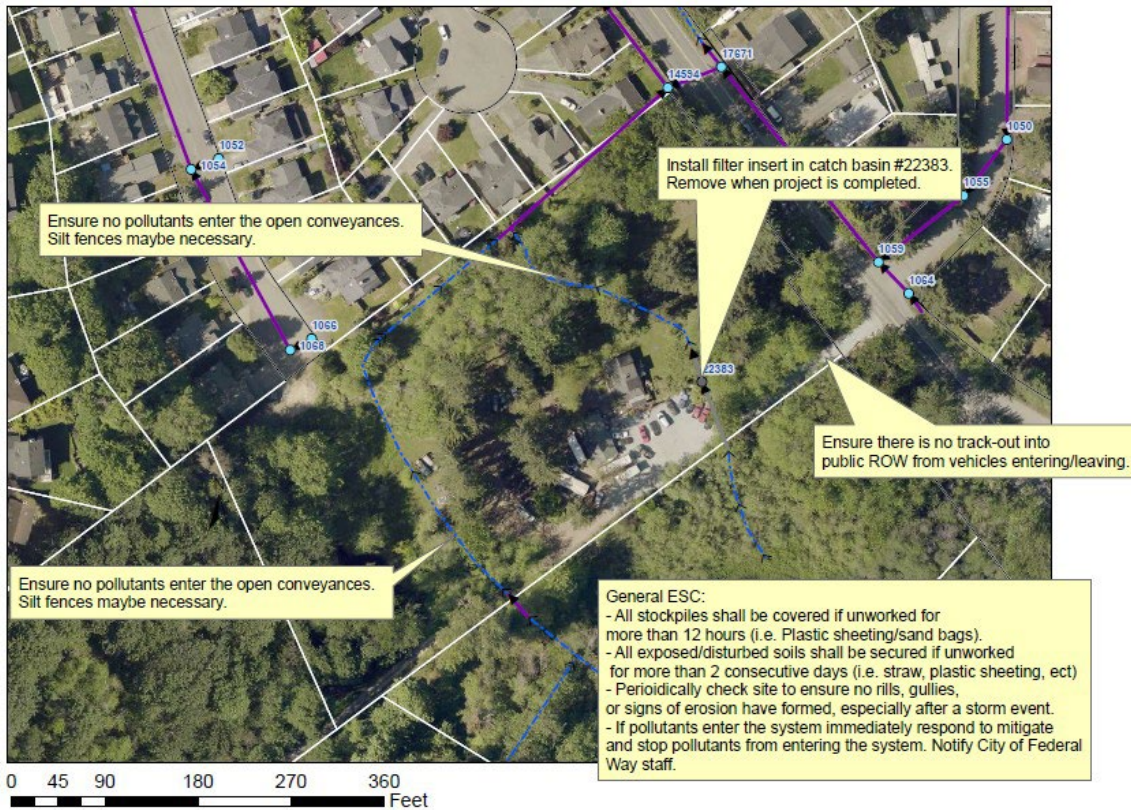 17671
14594
1050
1052
1054
1055
Install filter insert in catch basin #22383.
Remove when project is completed.
Ensure no pollutants enter the open conveyances.
Silt fences maybe necessary.
1059
1064
1066
1068
22383
Ensure there is no track-out into
public ROW from vehicles entering/leaving.
Ensure no pollutants enter the open conveyances.
Silt fences maybe necessary.
General ESC:
- All stockpiles shall be covered if unworked for
more than 12 hours (i.e. Plastic sheeting/sand bags).
- All exposed/disturbed soils shall be secured if unworked
for more than 2 consecutive days (i.e. straw, plastic sheeting, ect)
- Perioidically check site to ensure no rills, gullies,
or signs of erosion have formed, especially after a storm event.
- If pollutants enter the system immediately respond to mitigate
and stop pollutants from entering the system. Notify City of Federal
Way staff.
0 45 90 180 270 360
Feet